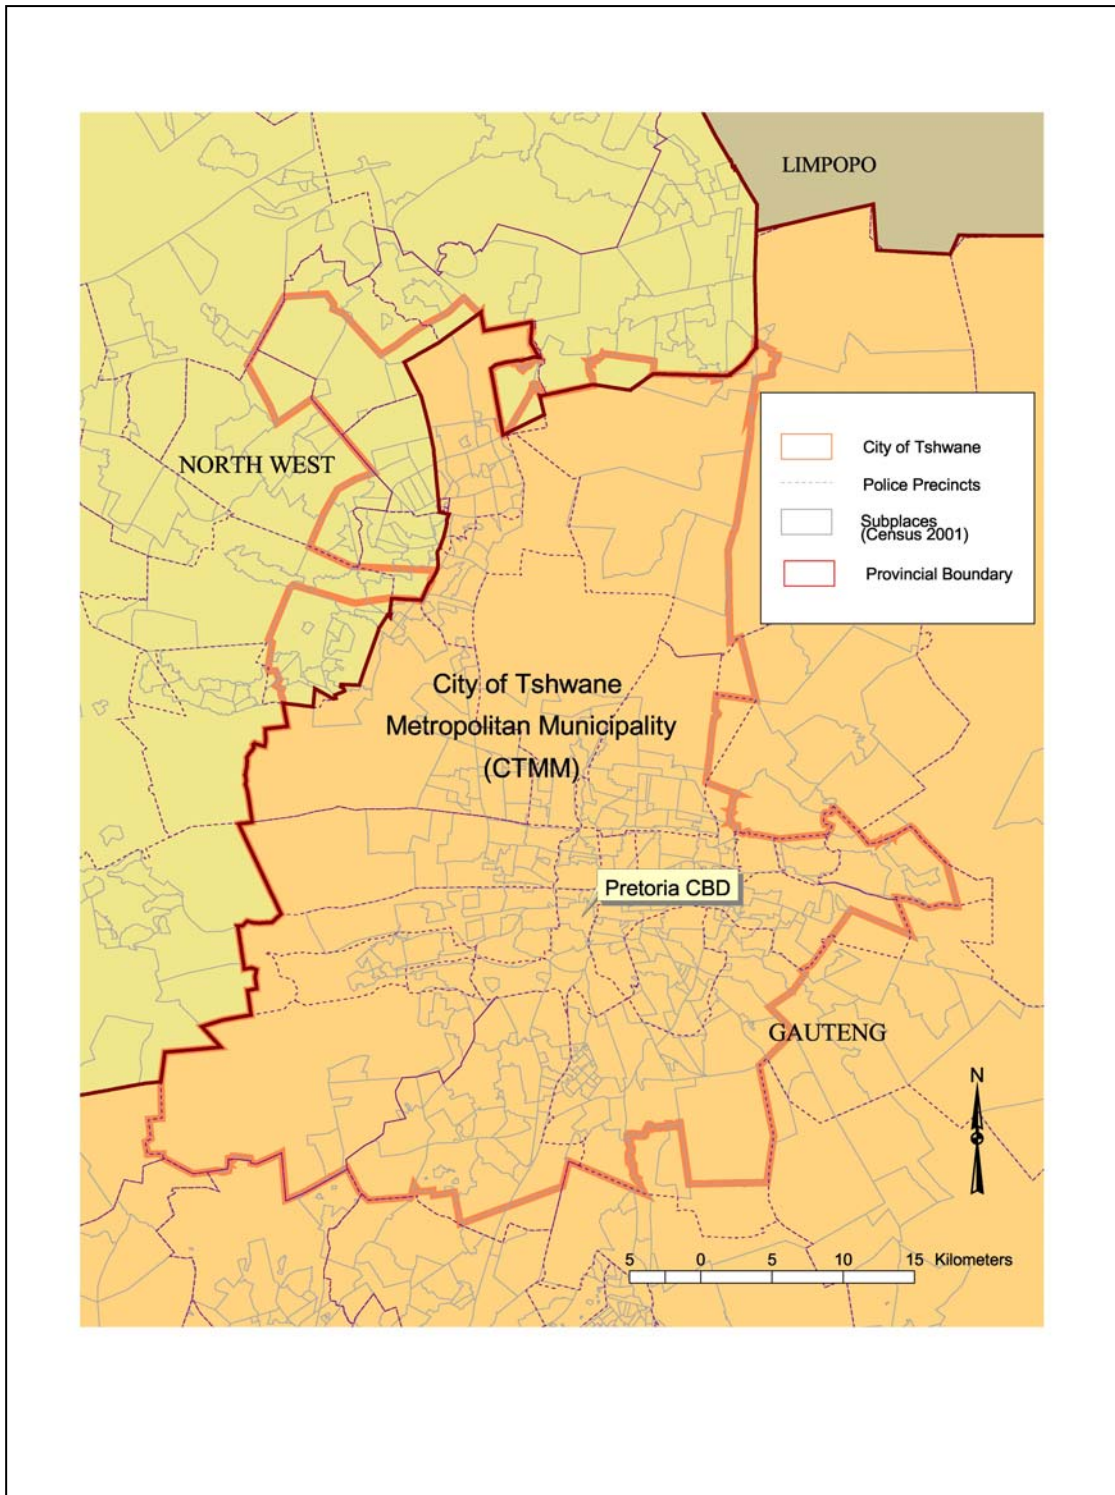 LIMPOPO
City of Tshwane
NORTH WEST
Police Precincts
Subplaces
(Census 2001)
Provincial Boundary
City of Tshwane
Metropolitan Municipality
(CTMM)
Pretoria CBD
GAUTENG
N
5 0 5 10 15 Kilometers